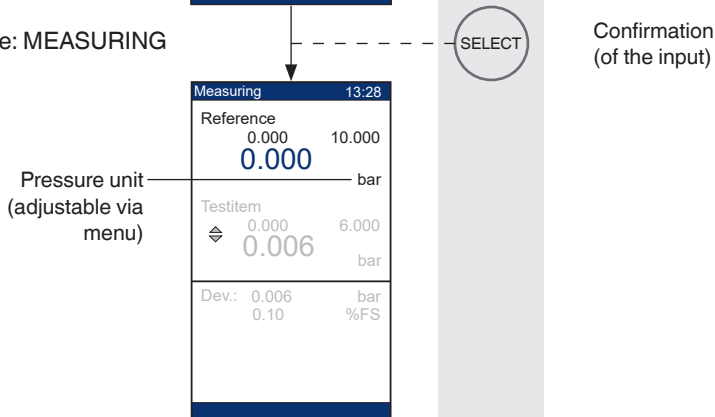 e: MEASURING
SELECT
Confirmation
(of the input)
Measuring 13:28
Reference
0.000 10.000
0.000
bar
Pressure unit
(adjustable via
menu)
Testitem
0.000 6.000
0.006
bar
Dev.: 0.006 bar
0.10 %FS